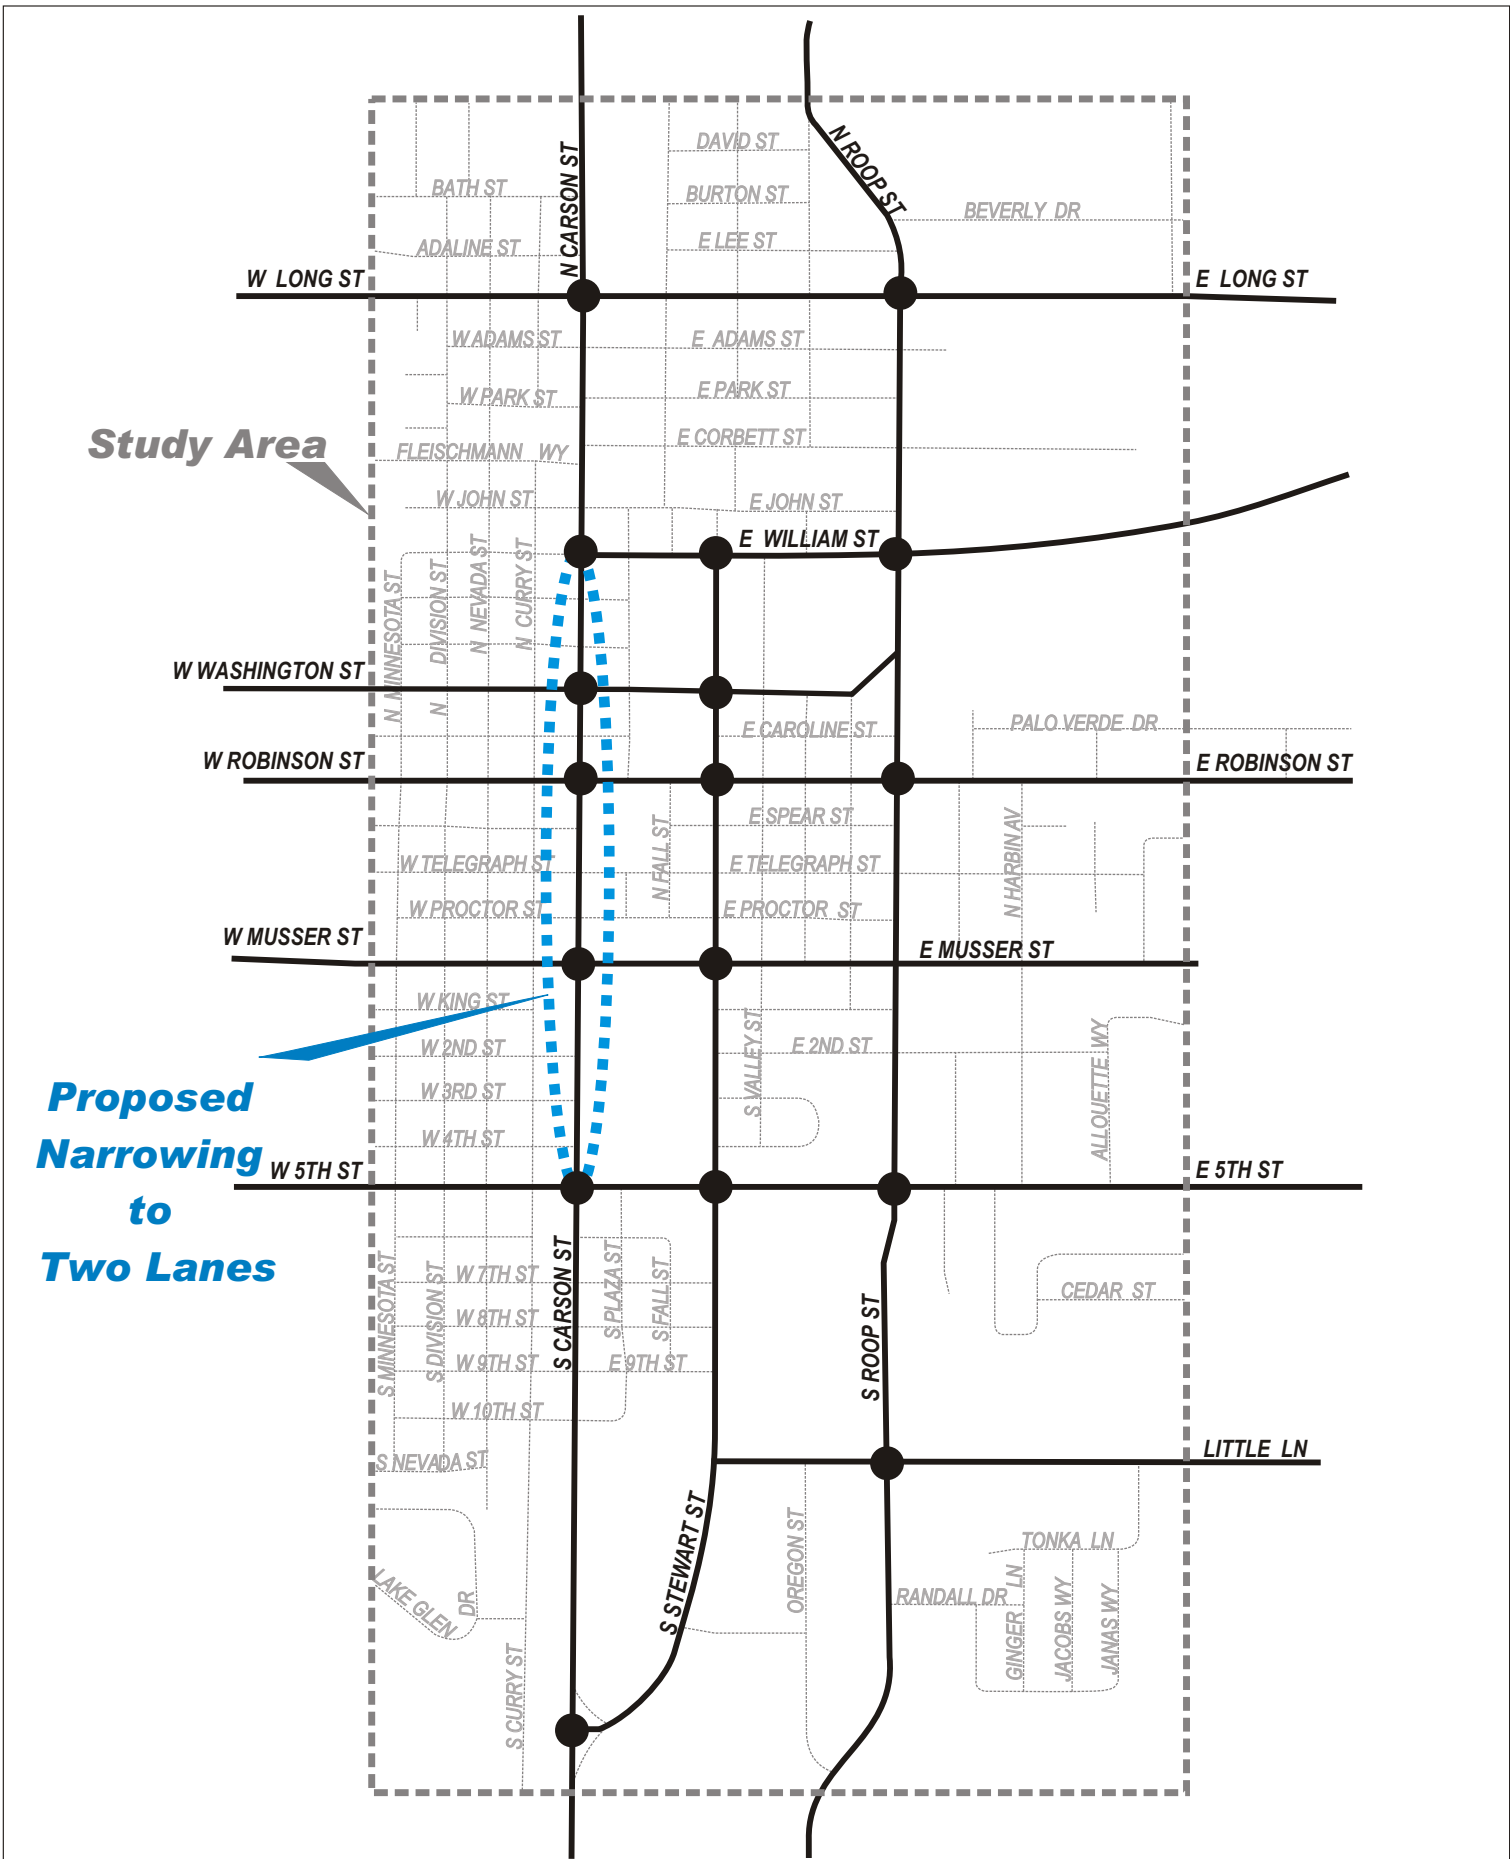 DAVID ST
N ROOP ST
BATH ST
BURTON ST
BEVERLY DR
N CARSON ST
ADALINE ST
E LEE ST
W LONG ST
E LONG ST
W ADAMS ST
E ADAMS ST
W PARK ST
E PARK ST
Study Area
FLEISCHMANN WY
E CORBETT ST
W JOHN ST
E JOHN ST
E WILLIAM ST
N MINNESOTA ST
N DIVISION ST
N NEVADA ST
N CURRY ST
W WASHINGTON ST
E CAROLINE ST
PALO VERDE DR
W ROBINSON ST
E ROBINSON ST
E SPEAR ST
N FALL ST
N HARBIN AV
W TELEGRAPH ST
E TELEGRAPH ST
W PROCTOR ST
E PROCTOR ST
W MUSSER ST
E MUSSER ST
W KING ST
S VALLEY ST
W 2ND ST
E 2ND ST
ALLOUETTE WY
W 3RD ST
Proposed
Narrowing
to
Two Lanes
W 4TH ST
W 5TH ST
E 5TH ST
S MINNESOTA ST
S DIVISION ST
W 7TH ST
S CARSON ST
S PLAZA ST
S FALL ST
CEDAR ST
W 8TH ST
S ROOP ST
W 9TH ST
E 9TH ST
W 10TH ST
S NEVADA ST
LITTLE LN
S STEWART ST
OREGON ST
TONKA LN
LAKE GLEN DR
RANDALL DR
GINGER LN
JACOBS WY
JANAS WY
S CURRY ST